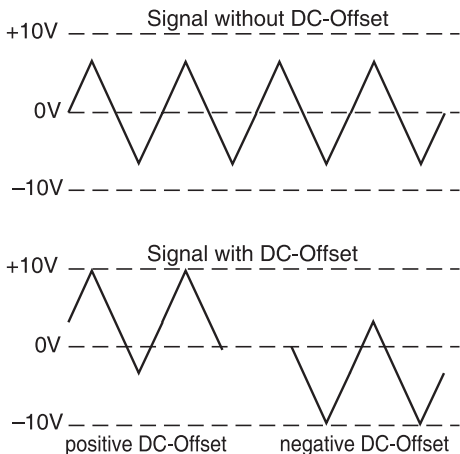 Signal without DC-Offset
+10V
0V
–10V
Signal with DC-Offset
+10V
0V
–10V
positive DC-Offset negative DC-Offset